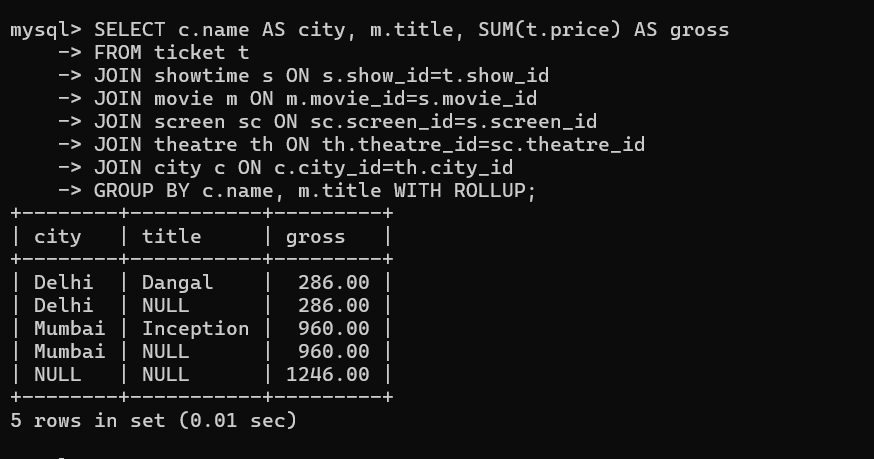 mysql> SELECT c.name AS city, m.title, SUM(t.price) AS gross
    -> FROM ticket t
    -> JOIN showtime s ON s.show_id=t.show_id
    -> JOIN movie m ON m.movie_id=s.movie_id
    -> JOIN screen sc ON sc.screen_id=s.screen_id
    -> JOIN theatre th ON th.theatre_id=sc.theatre_id
    -> JOIN city c ON c.city_id=th.city_id
    -> GROUP BY c.name, m.title WITH ROLLUP;
+--------+-----------+---------+
| city   | title     | gross   |
+--------+-----------+---------+
| Delhi  | Dangal    |  286.00 |
| Delhi  | NULL      |  286.00 |
| Mumbai | Inception |  960.00 |
| Mumbai | NULL      |  960.00 |
| NULL   | NULL      | 1246.00 |
+--------+-----------+---------+
5 rows in set (0.01 sec)